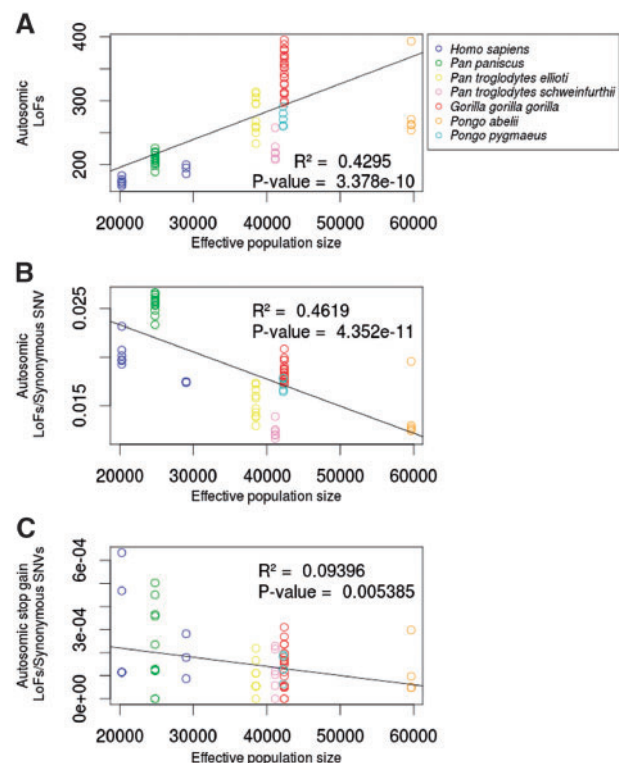 A
Autosomic
LoFs
200
300
400
R² = 0.4295
P-value = 3.378e-10
20000 30000 40000 50000 60000
Effective population size
Homo sapiens
Pan paniscus
Pan troglodytes ellioti
Pan troglodytes schweinfurthii
Gorilla gorilla gorilla
Pongo abelii
Pongo pygmaeus
B
Autosomic
LoFs/Synonymous SNV
0.015
0.025
R² = 0.4619
P-value = 4.352e-11
20000 30000 40000 50000 60000
Effective population size
C
Autosomic stop gain
LoFs/Synonymous SNVs
0e+00
3e-04
6e-04
R² = 0.09396
P-value = 0.005385
20000 30000 40000 50000 60000
Effective population size